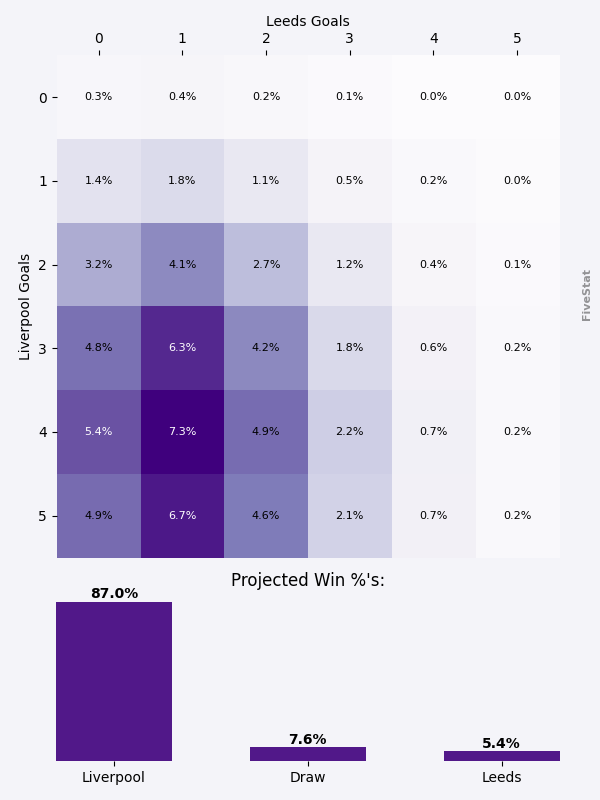 Leeds Goals
0 1 2 3 4 5
0 0.3% 0.4% 0.2% 0.1% 0.0% 0.0%
1 1.4% 1.8% 1.1% 0.5% 0.2% 0.0%
2 3.2% 4.1% 2.7% 1.2% 0.4% 0.1%
3 4.8% 6.3% 4.2% 1.8% 0.6% 0.2%
4 5.4% 7.3% 4.9% 2.2% 0.7% 0.2%
5 4.9% 6.7% 4.6% 2.1% 0.7% 0.2%
Liverpool Goals
FiveStat
Projected Win %'s:
87.0% 7.6% 5.4%
Liverpool Draw Leeds